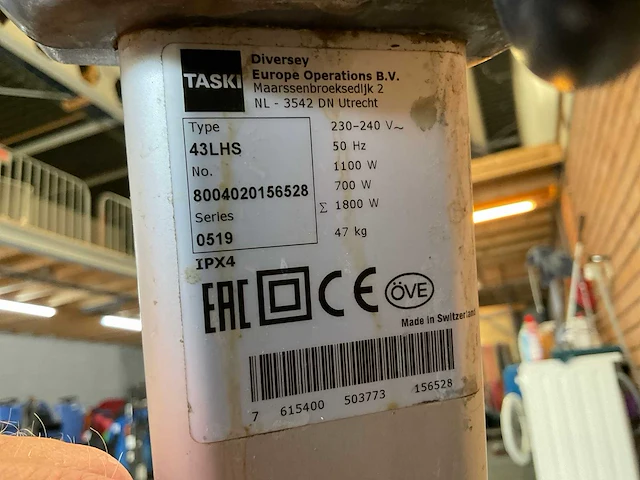 TASKI
Diversey
Europe Operations B.V.
Maarssenbroeksedijk 2
NL - 3542 DN Utrecht
Type
43LHS
No.
8004020156528
Series
0519
IPX4
230-240 V~
50 Hz
1100 W
700 W
Σ 1800 W
47 kg
EAC CE ÖVE
Made in Switzerland
7 615400 503773 156528